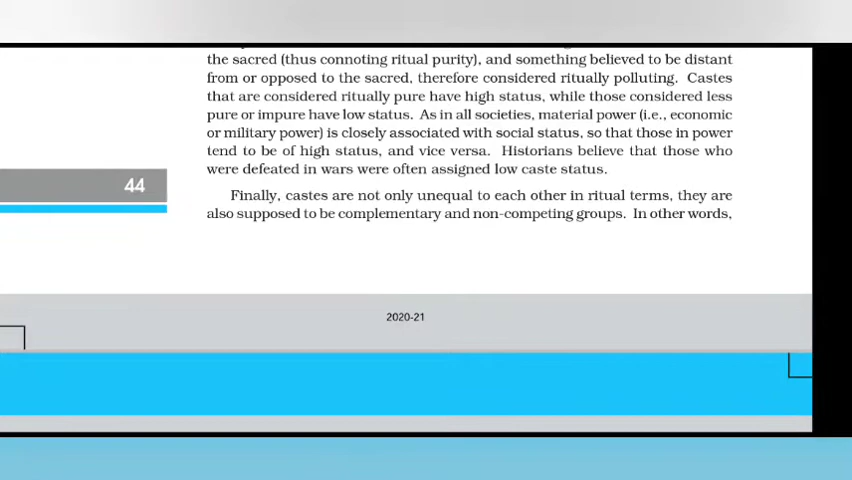 the sacred (thus connoting ritual purity), and something believed to be distant
from or opposed to the sacred, therefore considered ritually polluting. Castes
that are considered ritually pure have high status, while those considered less
pure or impure have low status. As in all societies, material power (i.e., economic
or military power) is closely associated with social status, so that those in power
tend to be of high status, and vice versa. Historians believe that those who
were defeated in wars were often assigned low caste status.
44
Finally, castes are not only unequal to each other in ritual terms, they are
also supposed to be complementary and non-competing groups. In other words,
2020-21